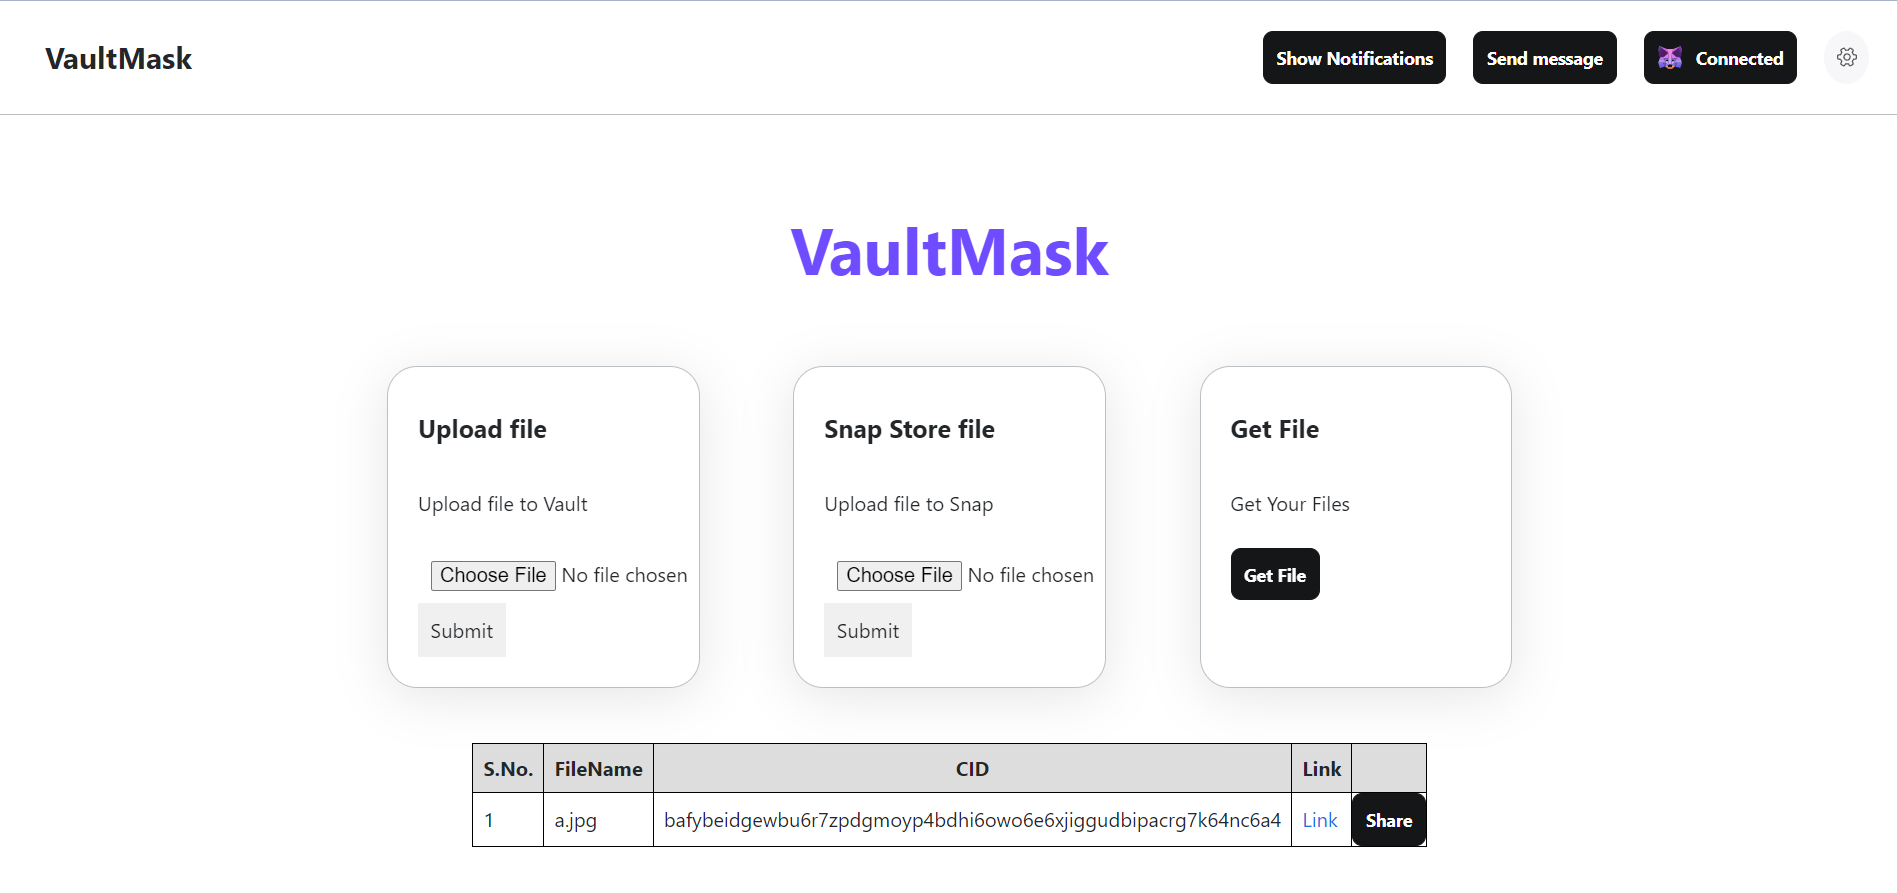 VaultMask
Show Notifications
Send message
Connected
VaultMask
Upload file
Upload file to Vault
Choose File No file chosen
Submit
Snap Store file
Upload file to Snap
Choose File No file chosen
Submit
Get File
Get Your Files
Get File
S.No. FileName CID Link
1 a.jpg bafybeidgewbu6r7zpdgmoyp4bdhi6owo6e6xjiggudbipacrg7k64nc6a4 Link Share